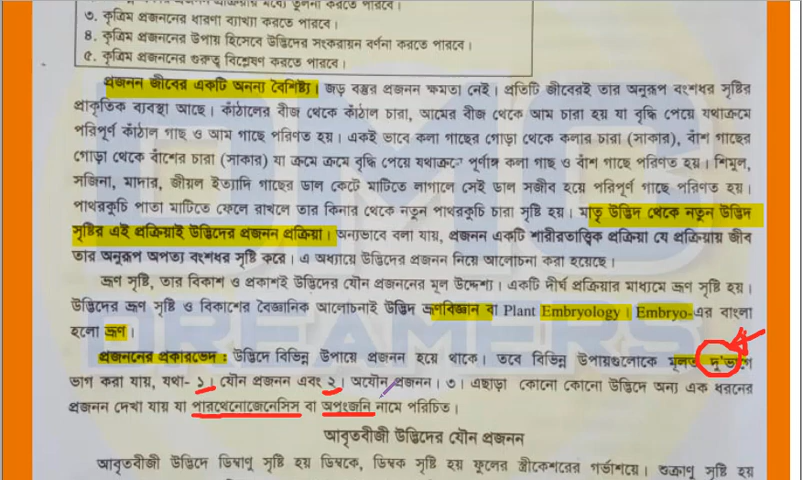 ৩. কৃত্রিম প্রজননের ধারণা ব্যাখ্যা করতে পারবে।
৪. কৃত্রিম প্রজননের উপায় হিসেবে উদ্ভিদের সংকরায়ন বর্ণনা করতে পারবে।
৫. কৃত্রিম প্রজননের গুরুত্ব বিশ্লেষণ করতে পারবে।
প্রজনন জীবের একটি অনন্য বৈশিষ্ট্য। জড় বস্তুর প্রজনন ক্ষমতা নেই। প্রতিটি জীবেরই তার অনুরূপ বংশধর সৃষ্টির
প্রাকৃতিক ব্যবস্থা আছে। কাঁঠালের বীজ থেকে কাঁঠাল চারা, আমের বীজ থেকে আম চারা হয় যা বৃদ্ধি পেয়ে যথাক্রমে
পরিপূর্ণ কাঁঠাল গাছ ও আম গাছে পরিণত হয়। একই ভাবে কলা গাছের গোড়া থেকে কলার চারা (সাকার), বাঁশ গাছের
গোড়া থেকে বাঁশের চারা (সাকার) যা ক্রমে ক্রমে বৃদ্ধি পেয়ে যথাক্রমে পূর্ণাঙ্গ কলা গাছ ও বাঁশ গাছে পরিণত হয়। শিমুল,
সজিনা, মাদার, জীয়ল ইত্যাদি গাছের ডাল কেটে মাটিতে লাগালে সেই ডাল সজীব হয়ে পরিপূর্ণ গাছে পরিণত হয়।
পাথরকুচি পাতা মাটিতে ফেলে রাখলে তার কিনার থেকে নতুন পাথরকুচি চারা সৃষ্টি হয়। মাতৃ উদ্ভিদ থেকে নতুন উদ্ভিদ
সৃষ্টির এই প্রক্রিয়াই উদ্ভিদের প্রজনন প্রক্রিয়া। অন্যভাবে বলা যায়, প্রজনন একটি শারীরতাত্ত্বিক প্রক্রিয়া যে প্রক্রিয়ায় জীব
তার অনুরূপ অপত্য বংশধর সৃষ্টি করে। এ অধ্যায়ে উদ্ভিদের প্রজনন নিয়ে আলোচনা করা হয়েছে।
ভ্রূণ সৃষ্টি, তার বিকাশ ও প্রকাশই উদ্ভিদের যৌন প্রজননের মূল উদ্দেশ্য। একটি দীর্ঘ প্রক্রিয়ার মাধ্যমে ভ্রূণ সৃষ্টি হয়।
উদ্ভিদের ভ্রূণ সৃষ্টি ও বিকাশের বৈজ্ঞানিক আলোচনাই উদ্ভিদ ভ্রূণবিজ্ঞান বা Plant Embryology। Embryo-এর বাংলা
হলো ভ্রূণ।
প্রজননের প্রকারভেদ : উদ্ভিদে বিভিন্ন উপায়ে প্রজনন হয়ে থাকে। তবে বিভিন্ন উপায়গুলোকে মূলত দু'ভাগে
ভাগ করা যায়, যথা- ১। যৌন প্রজনন এবং ২। অযৌন প্রজনন। ৩। এছাড়া কোনো কোনো উদ্ভিদে অন্য এক ধরনের
প্রজনন দেখা যায় যা পারথেনোজেনেসিস বা অপুংজনি নামে পরিচিত।
আবৃতবীজী উদ্ভিদের যৌন প্রজনন
আবৃতবীজী উদ্ভিদে ডিম্বাণু সৃষ্টি হয় ডিম্বকে, ডিম্বক সৃষ্টি হয় ফুলের স্ত্রীকেশরের গর্ভাশয়ে। শুক্রাণু সৃষ্টি হয়